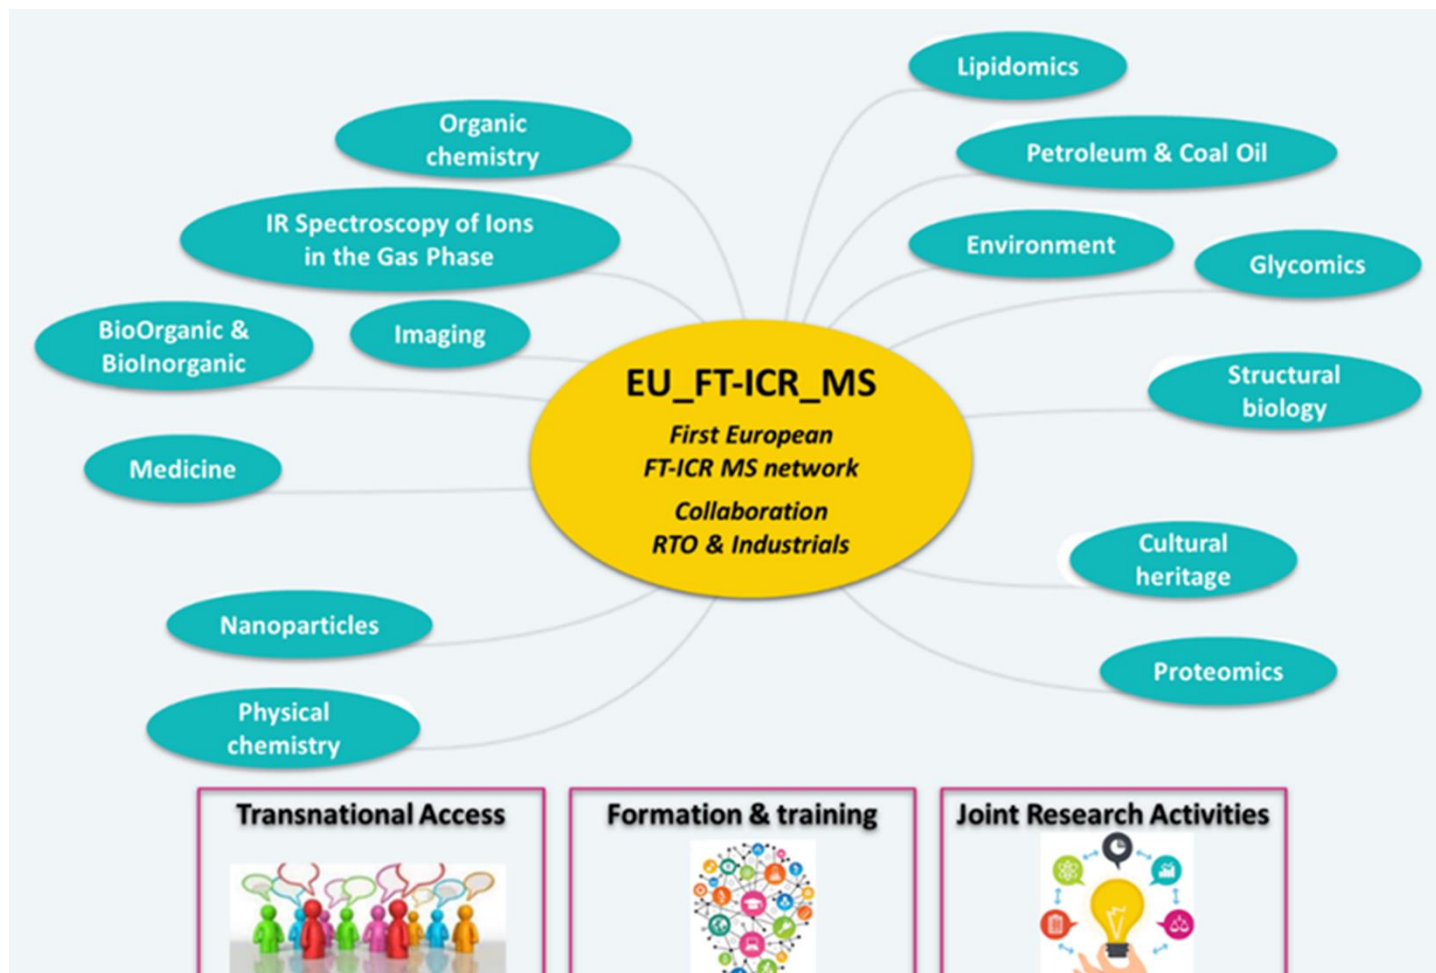 Lipidomics
Organic
chemistry
Petroleum & Coal Oil
IR Spectroscopy of Ions
in the Gas Phase
Environment
Glycomics
BioOrganic &
BioInorganic
Imaging
EU_FT-ICR_MS
First European
FT-ICR MS network
Collaboration
RTO & Industrials
Structural
biology
Medicine
Cultural
heritage
Nanoparticles
Proteomics
Physical
chemistry
Transnational Access
Formation & training
Joint Research Activities